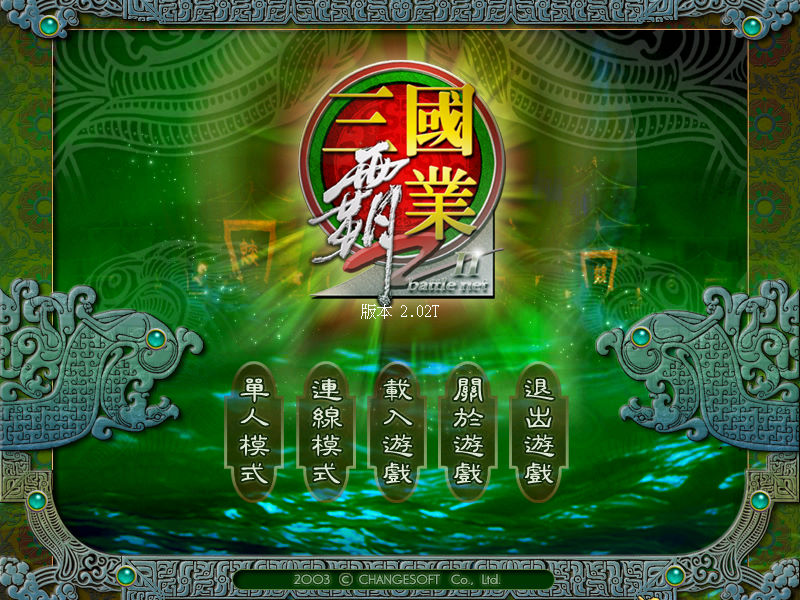 三國
霸業
2
II
battle net
版本 2.02T
單人模式
連線模式
載入遊戲
關於遊戲
退出遊戲
2003 © CHANGESOFT Co., Ltd.